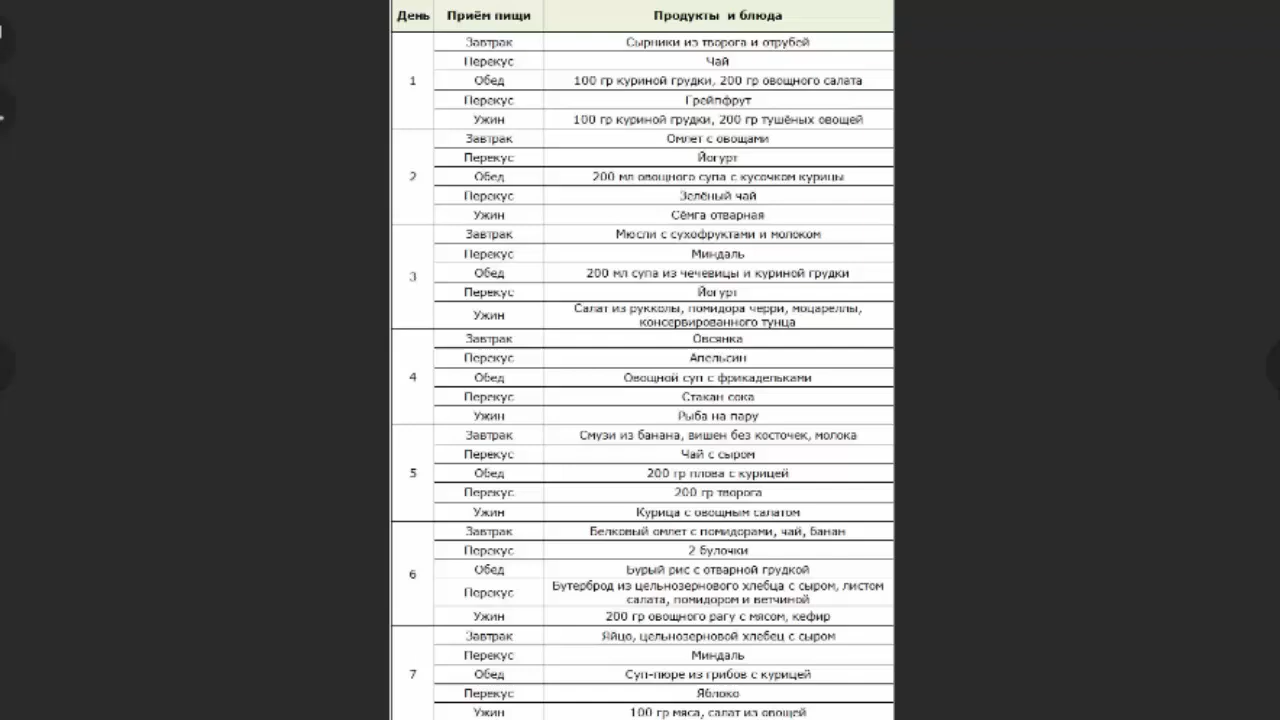 День Приём пищи Продукты и блюда
1
Завтрак Сырники из творога и отрубей
Перекус Чай
Обед 100 гр куриной грудки, 200 гр овощного салата
Перекус Грейпфрут
Ужин 100 гр куриной грудки, 200 гр тушёных овощей
2
Завтрак Омлет с овощами
Перекус Йогурт
Обед 200 мл овощного супа с кусочком курицы
Перекус Зелёный чай
Ужин Сёмга отварная
3
Завтрак Мюсли с сухофруктами и молоком
Перекус Миндаль
Обед 200 мл супа из чечевицы и куриной грудки
Перекус Йогурт
Ужин Салат из рукколы, помидора черри, моцареллы,
консервированного тунца
4
Завтрак Овсянка
Перекус Апельсин
Обед Овощной суп с фрикадельками
Перекус Стакан сока
Ужин Рыба на пару
5
Завтрак Смузи из банана, вишен без косточек, молока
Перекус Чай с сыром
Обед 200 гр плова с курицей
Перекус 200 гр творога
Ужин Курица с овощным салатом
6
Завтрак Белковый омлет с помидорами, чай, банан
Перекус 2 булочки
Обед Бурый рис с отварной грудкой
Перекус Бутерброд из цельнозернового хлебца с сыром, листом
салата, помидором и ветчиной
Ужин 200 гр овощного рагу с мясом, кефир
7
Завтрак Яйцо, цельнозерновой хлебец с сыром
Перекус Миндаль
Обед Суп-пюре из грибов с курицей
Перекус Яблоко
Ужин 100 гр мяса, салат из овощей